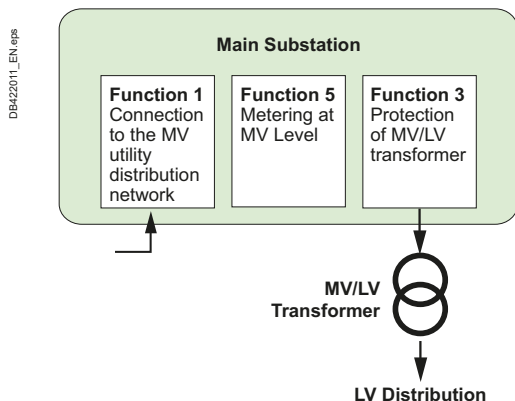 DB422011_EN.eps
Main Substation
Function 1
Connection
to the MV
utility
distribution
network
Function 5
Metering at
MV Level
Function 3
Protection
of MV/LV
transformer
MV/LV
Transformer
LV Distribution